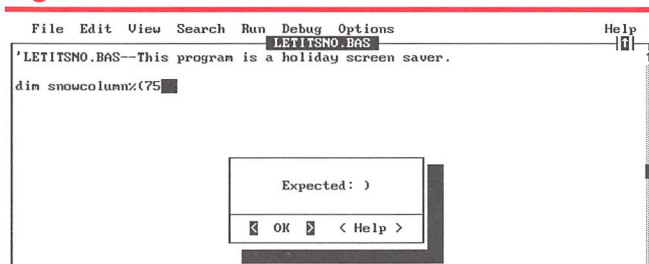 File Edit View Search Run Debug Options Help
LETITSNO.BAS
'LETITSNO.BAS--This program is a holiday screen saver.
dim snowcolumn%(75
Expected: )
< OK > < Help >